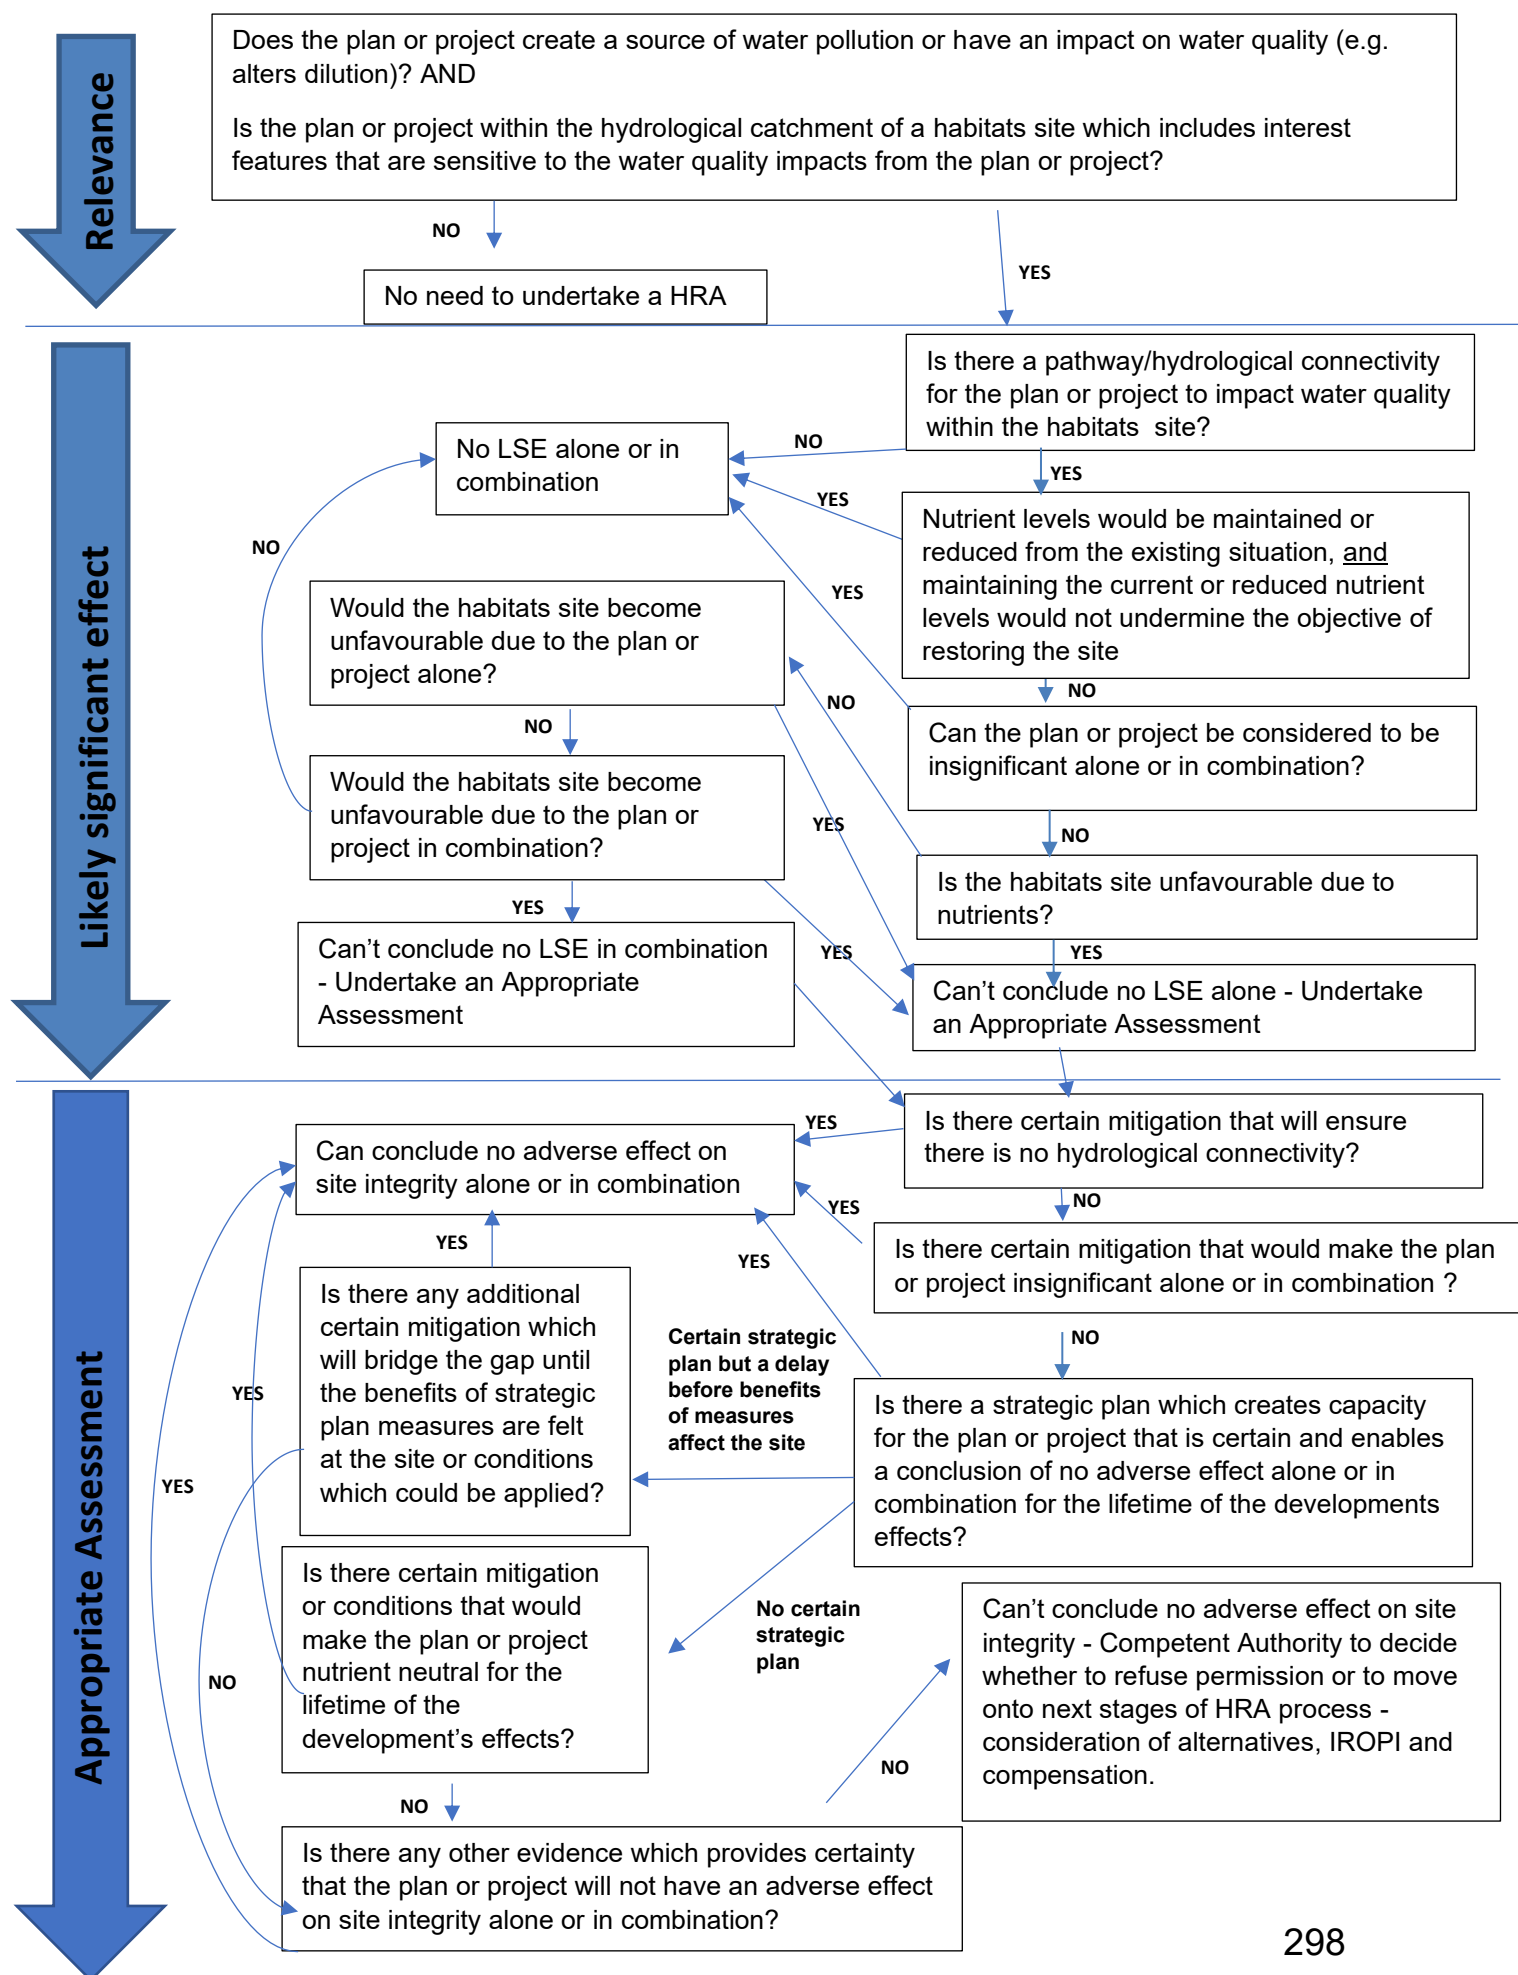 Relevance
Does the plan or project create a source of water pollution or have an impact on water quality (e.g.
alters dilution)? AND
Is the plan or project within the hydrological catchment of a habitats site which includes interest
features that are sensitive to the water quality impacts from the plan or project?
NO
YES
No need to undertake a HRA
Likely significant effect
Is there a pathway/hydrological connectivity
for the plan or project to impact water quality
within the habitats  site?
NO
YES
No LSE alone or in
combination
YES
Nutrient levels would be maintained or
reduced from the existing situation, and
maintaining the current or reduced nutrient
levels would not undermine the objective of
restoring the site
NO
YES
Would the habitats site become
unfavourable due to the plan or
project alone?
NO
NO
NO
Can the plan or project be considered to be
insignificant alone or in combination?
Would the habitats site become
unfavourable due to the plan or
project in combination?
YES
NO
Is the habitats site unfavourable due to
nutrients?
YES
YES
YES
Can't conclude no LSE in combination
- Undertake an Appropriate
Assessment
Can't conclude no LSE alone - Undertake
an Appropriate Assessment
Appropriate Assessment
Is there certain mitigation that will ensure
there is no hydrological connectivity?
YES
Can conclude no adverse effect on
site integrity alone or in combination
NO
YES
Is there certain mitigation that would make the plan
or project insignificant alone or in combination ?
YES
YES
NO
Is there any additional
certain mitigation which
will bridge the gap until
the benefits of strategic
plan measures are felt
at the site or conditions
which could be applied?
Certain strategic
plan but a delay
before benefits
of measures
affect the site
Is there a strategic plan which creates capacity
for the plan or project that is certain and enables
a conclusion of no adverse effect alone or in
combination for the lifetime of the developments
effects?
YES
YES
Is there certain mitigation
or conditions that would
make the plan or project
nutrient neutral for the
lifetime of the
development's effects?
No certain
strategic
plan
NO
Can't conclude no adverse effect on site
integrity - Competent Authority to decide
whether to refuse permission or to move
onto next stages of HRA process -
consideration of alternatives, IROPI and
compensation.
NO
NO
Is there any other evidence which provides certainty
that the plan or project will not have an adverse effect
on site integrity alone or in combination?
298